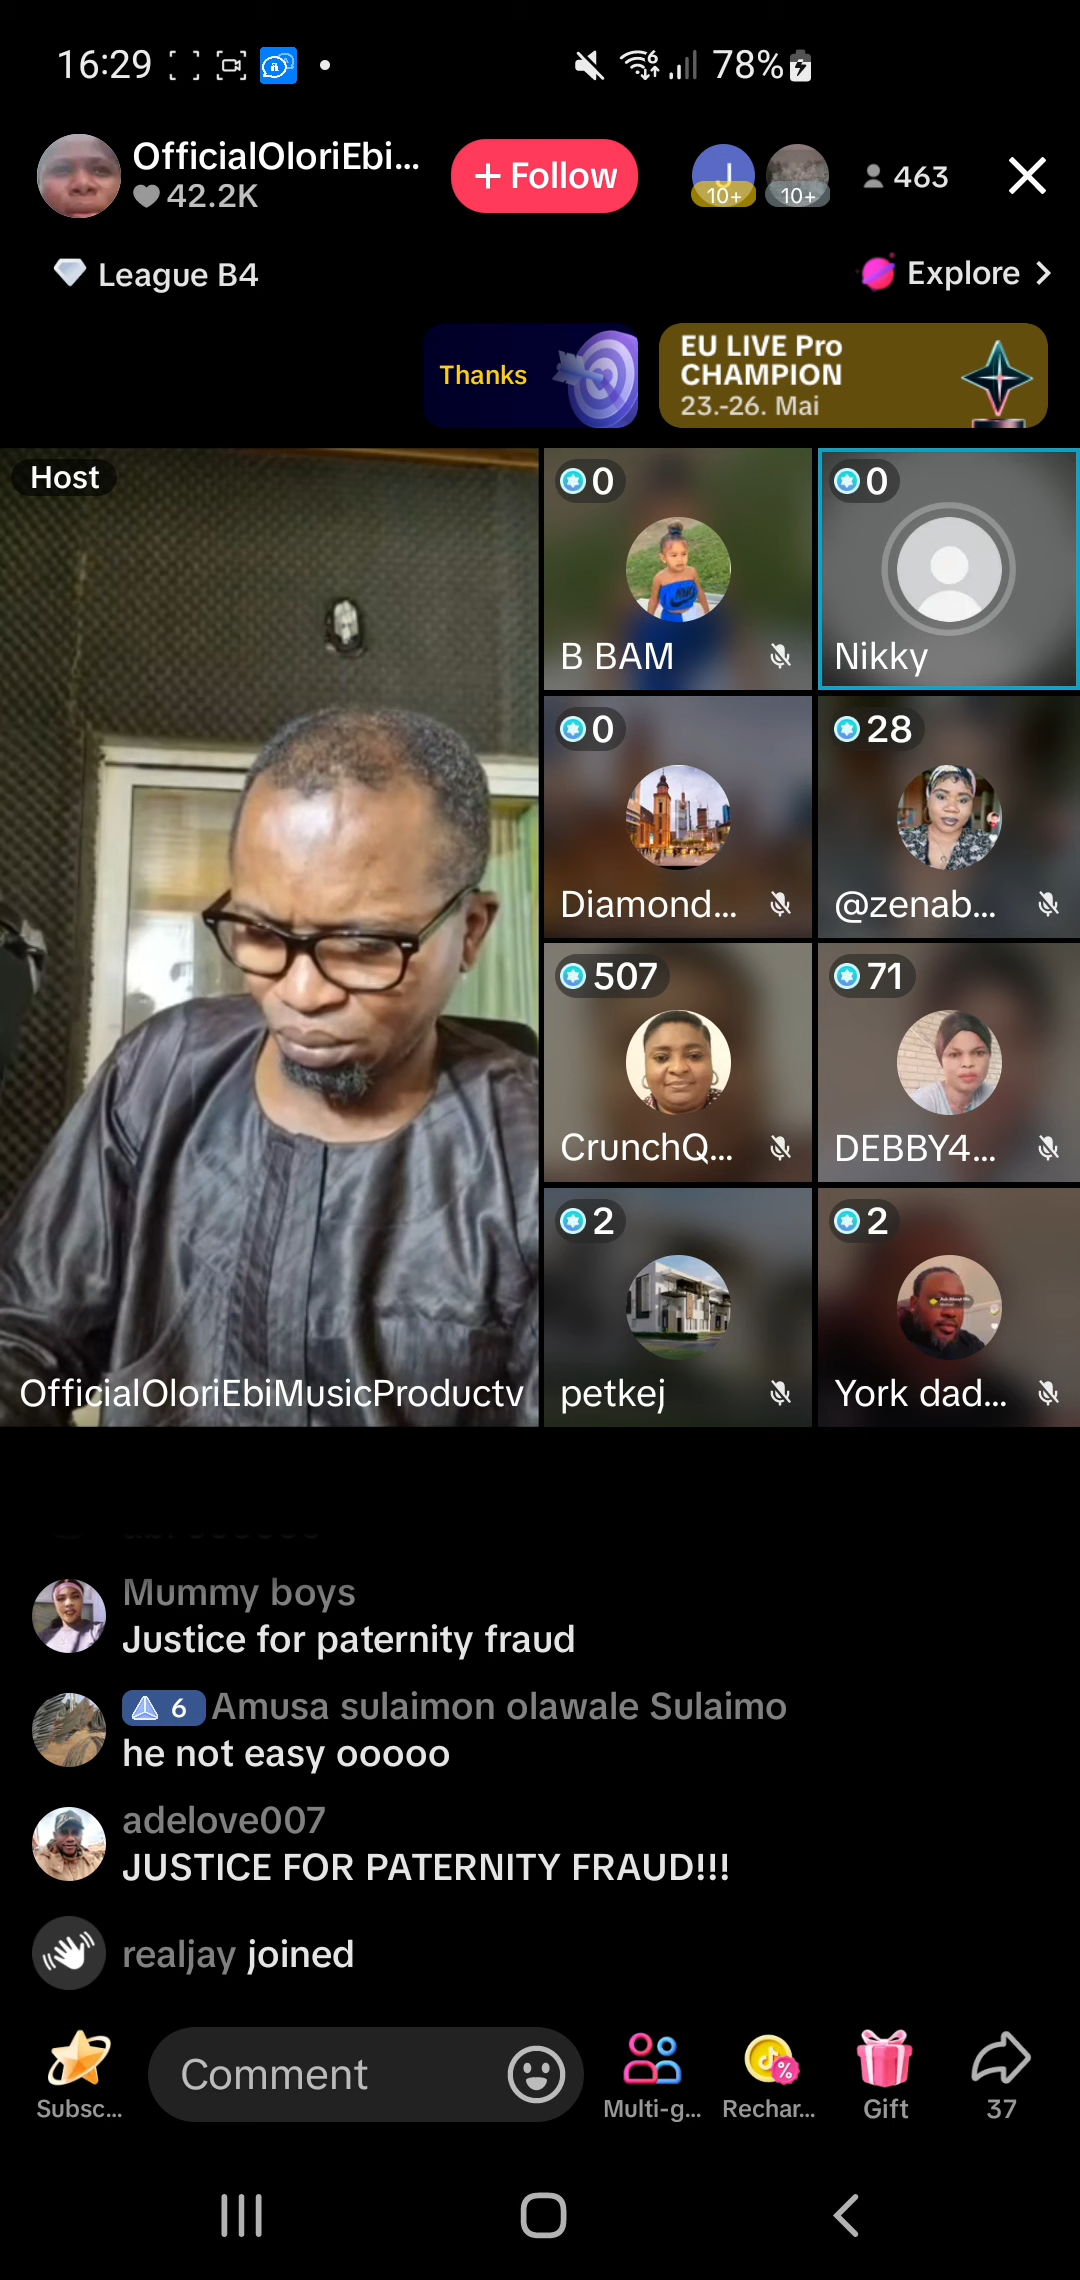 16:29
78%
OfficialOloriEbi...
42.2K
+ Follow
J
10+
10+
463
League B4
Explore
Thanks
EU LIVE Pro
CHAMPION
23.-26. Mai
Host
0
B BAM
0
Nikky
0
Diamond...
28
@zenab...
507
CrunchQ...
71
DEBBY4...
2
petkej
2
York dad...
OfficialOloriEbiMusicProductv
Mummy boys
Justice for paternity fraud
6 Amusa sulaimon olawale Sulaimo
he not easy ooooo
adelove007
JUSTICE FOR PATERNITY FRAUD!!!
realjay joined
Comment
Subsc...
Multi-g...
Rechar...
Gift
37